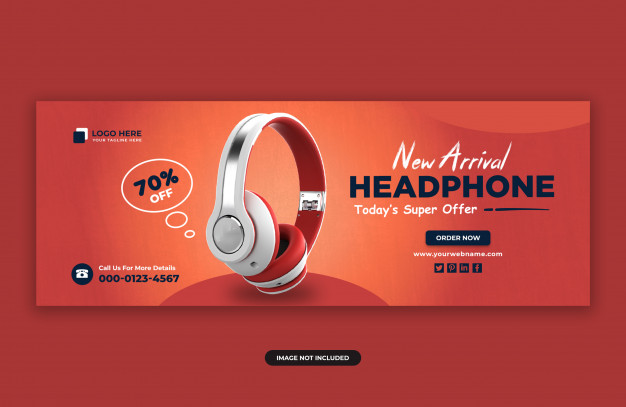 LOGO HERE
YOUR TAGLINE HERE
70%
OFF
Call Us For More Details
000-0123-4567
New Arrival
HEADPHONE
Today's Super Offer
ORDER NOW
www.yourwebname.com
IMAGE NOT INCLUDED